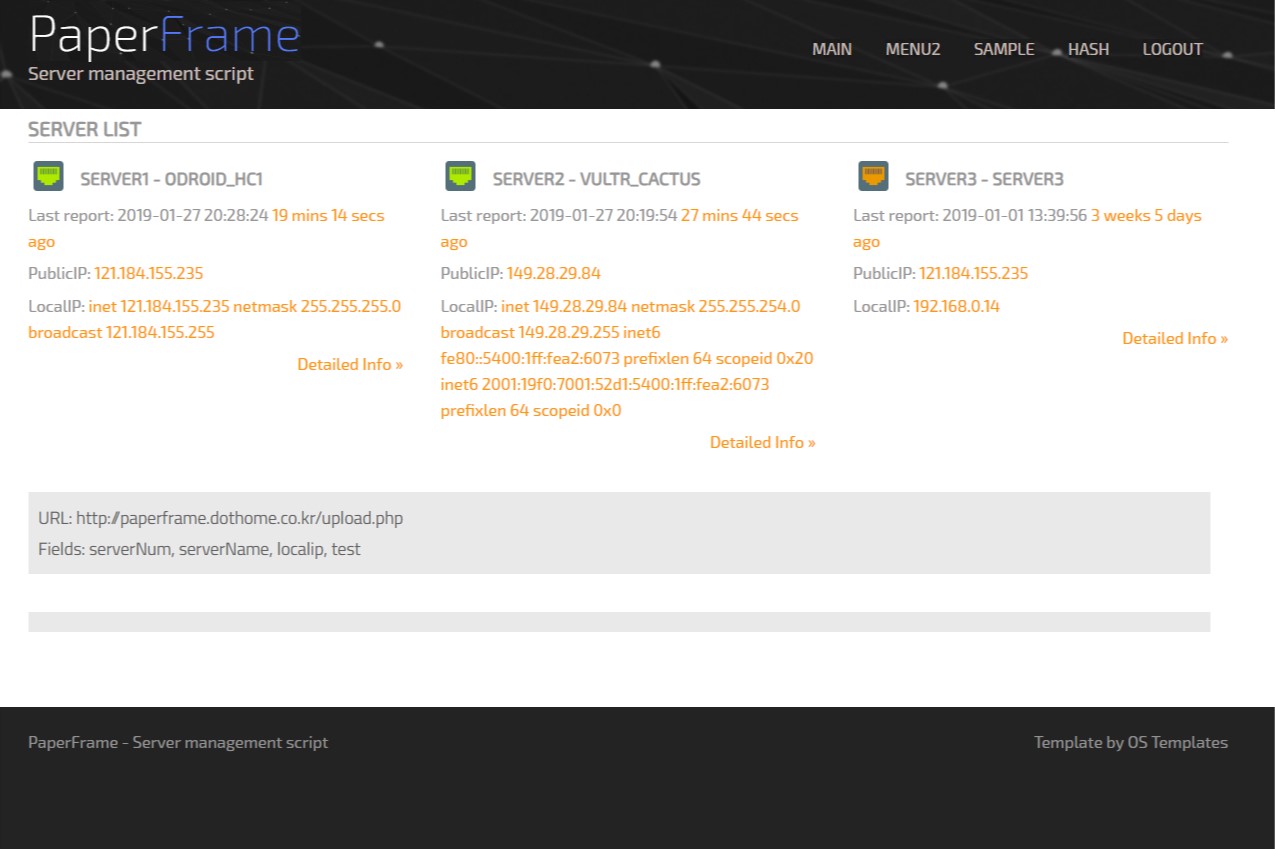 PaperFrame
Server management script
MAIN MENU2 SAMPLE HASH LOGOUT
SERVER LIST
SERVER1 - ODROID_HC1
Last report: 2019-01-27 20:28:24 19 mins 14 secs
ago
PublicIP: 121.184.155.235
LocalIP: inet 121.184.155.235 netmask 255.255.255.0
broadcast 121.184.155.255
Detailed Info »
SERVER2 - VULTR_CACTUS
Last report: 2019-01-27 20:19:54 27 mins 44 secs
ago
PublicIP: 149.28.29.84
LocalIP: inet 149.28.29.84 netmask 255.255.254.0
broadcast 149.28.29.255 inet6
fe80::5400:1ff:fea2:6073 prefixlen 64 scopeid 0x20
inet6 2001:19f0:7001:52d1:5400:1ff:fea2:6073
prefixlen 64 scopeid 0x0
Detailed Info »
SERVER3 - SERVER3
Last report: 2019-01-01 13:39:56 3 weeks 5 days
ago
PublicIP: 121.184.155.235
LocalIP: 192.168.0.14
Detailed Info »
URL: http://paperframe.dothome.co.kr/upload.php
Fields: serverNum, serverName, localip, test
PaperFrame - Server management script
Template by OS Templates